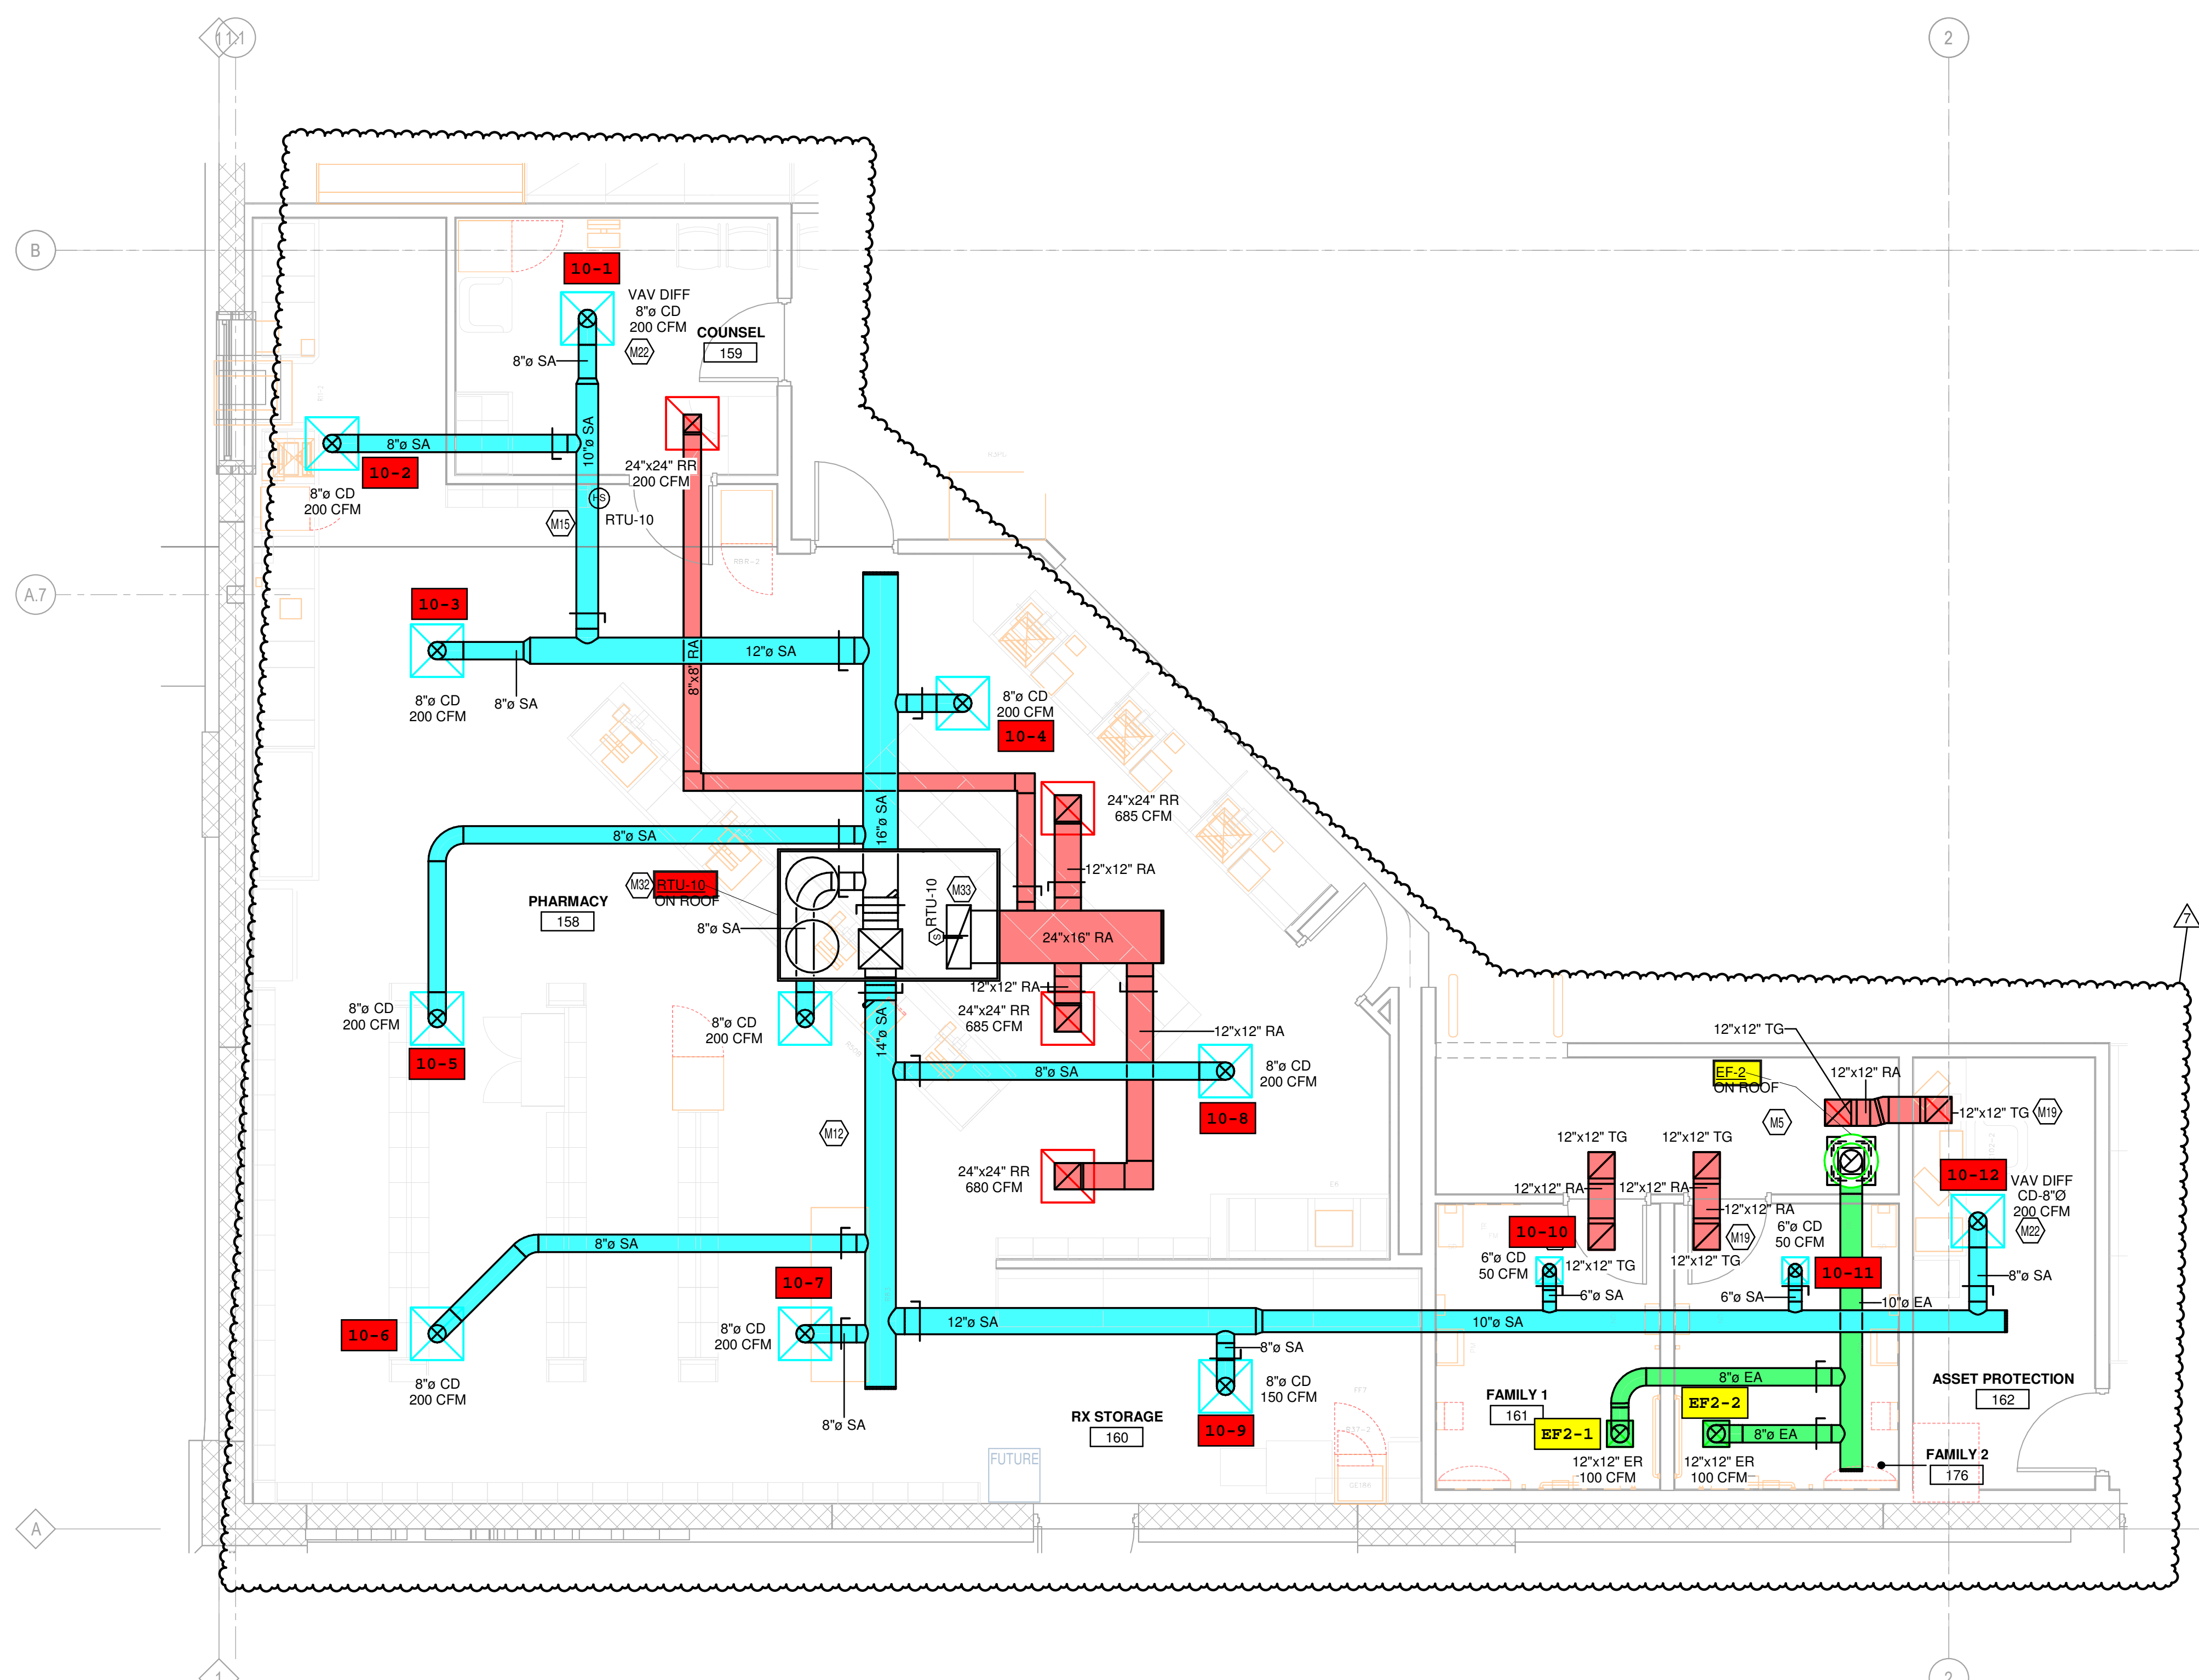 11.1
2
B
10-1
VAV DIFF
8"ø CD
200 CFM
M22
COUNSEL
159
8"ø SA
10"ø SA
8"ø SA
10-2
8"ø CD
200 CFM
24"x24" RR
200 CFM
HS
M15
RTU-10
RRR-2
A.7
10-3
8"x8" RA
12"ø SA
8"ø CD
200 CFM
8"ø SA
8"ø CD
200 CFM
10-4
16"ø SA
24"x24" RR
685 CFM
8"ø SA
12"x12" RA
PHARMACY
158
M32
RTU-10
ON ROOF
8"ø SA
RTU-10
M33
S
24"x16" RA
7
12"x12" RA
24"x24" RR
685 CFM
14"ø SA
12"x12" RA
8"ø CD
200 CFM
10-5
8"ø CD
200 CFM
8"ø SA
8"ø CD
200 CFM
10-8
M12
24"x24" RR
680 CFM
12"x12" TG
EF-2
ON ROOF
12"x12" RA
12"x12" TG
M19
M5
12"x12" TG
12"x12" TG
12"x12" RA
12"x12" RA
12"x12" RA
M19
12"x12" TG
12"x12" TG
10-12
VAV DIFF
CD-8"Ø
200 CFM
M22
8"ø SA
10-10
6"ø CD
50 CFM
6"ø SA
6"ø CD
50 CFM
10-11
6"ø SA
10"ø EA
8"ø SA
10-7
10-6
8"ø CD
200 CFM
8"ø CD
200 CFM
8"ø SA
12"ø SA
10"ø SA
8"ø SA
8"ø CD
150 CFM
10-9
RX STORAGE
160
FUTURE
8"ø EA
FAMILY 1
161
EF2-2
EF2-1
8"ø EA
12"x12" ER
100 CFM
12"x12" ER
100 CFM
ASSET PROTECTION
162
FAMILY 2
176
A
1
2